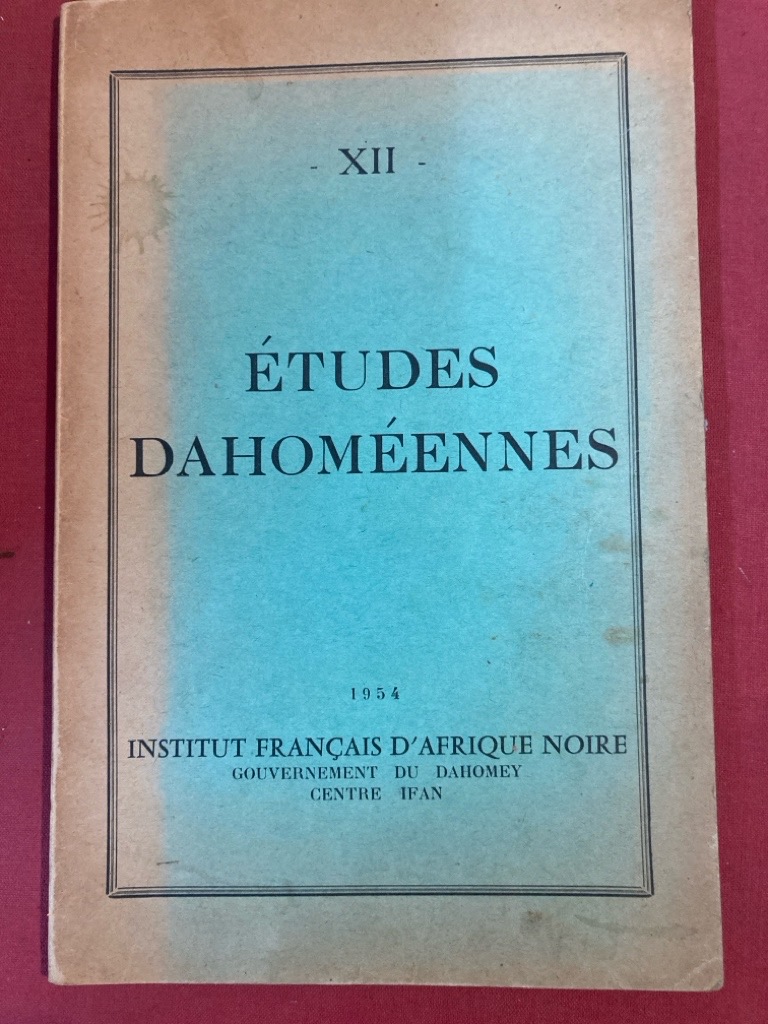 - XII -
ÉTUDES
DAHOMÉENNES
1954
INSTITUT FRANÇAIS D'AFRIQUE NOIRE
GOUVERNEMENT DU DAHOMEY
CENTRE IFAN